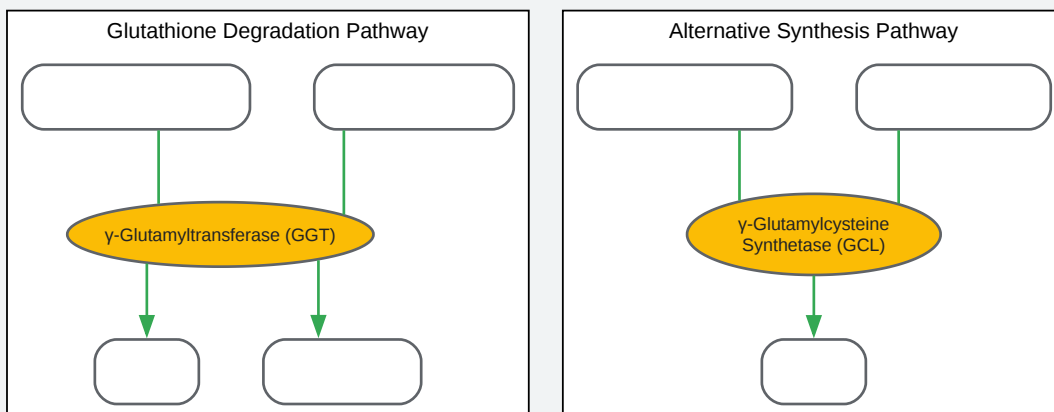 Glutathione Degradation Pathway
Alternative Synthesis Pathway
γ-Glutamyltransferase (GGT)
γ-Glutamylcysteine
Synthetase (GCL)